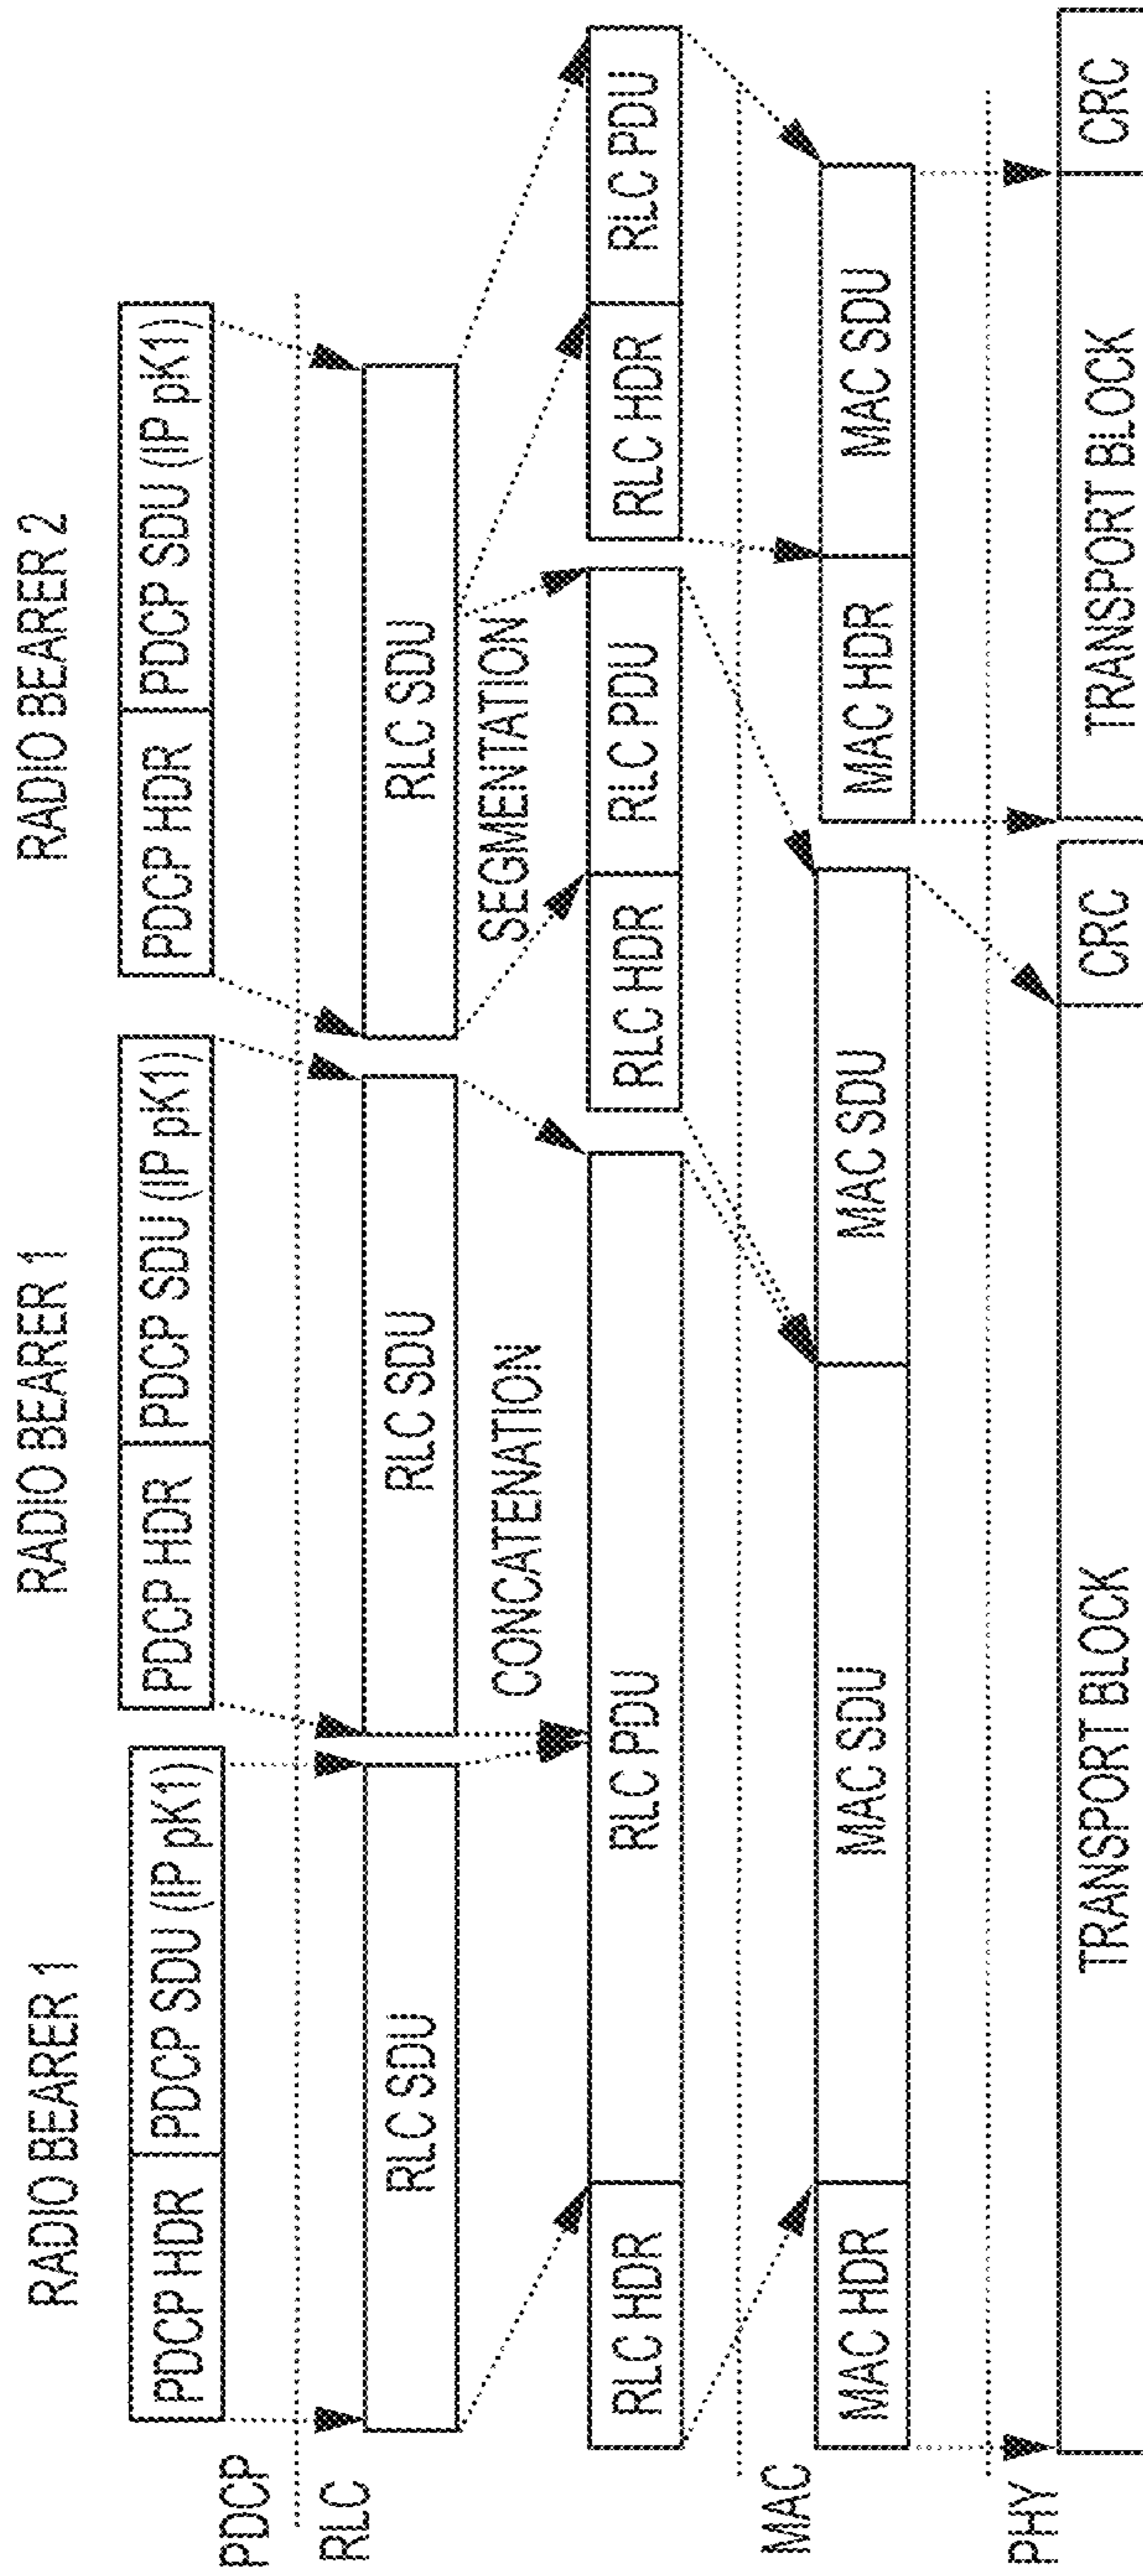 RADIO BEARER 1 RADIO BEARER 1 RADIO BEARER 2
PDCP HDR PDCP SDU (IP pK1) PDCP HDR PDCP SDU (IP pK1) PDCP HDR PDCP SDU (IP pK1)
PDCP
RLC
RLC SDU RLC SDU RLC SDU
CONCATENATION SEGMENTATION
RLC HDR RLC PDU RLC HDR RLC PDU RLC HDR RLC PDU
MAC
MAC HDR MAC SDU MAC SDU MAC HDR MAC SDU
PHY
TRANSPORT BLOCK CRC TRANSPORT BLOCK CRC